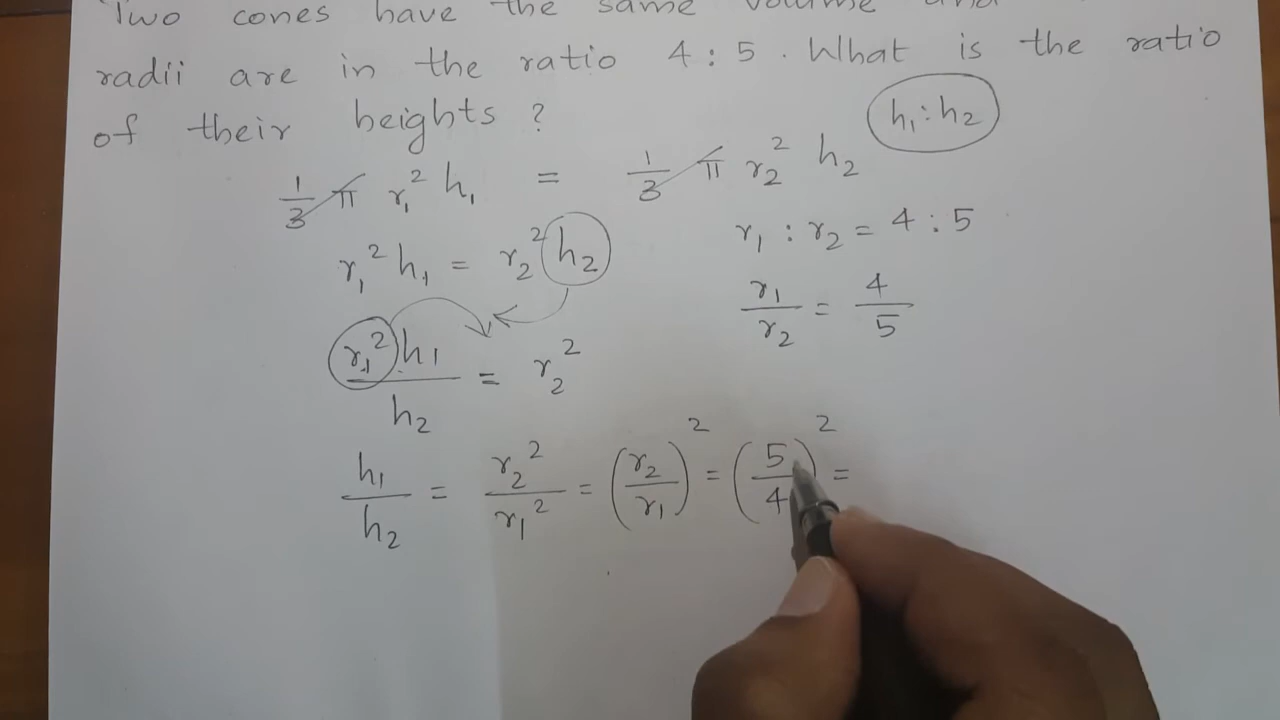 Two cones have the same volume and
radii are in the ratio 4 : 5 . What is the ratio
of their heights ?
h₁ : h₂
1/3 π r₁² h₁ = 1/3 π r₂² h₂
r₁² h₁ = r₂² h₂
r₁ : r₂ = 4 : 5
r₁/r₂ = 4/5
r₁² h₁/h₂ = r₂²
h₁/h₂ = r₂²/r₁² = (r₂/r₁)² = (5/4)² =